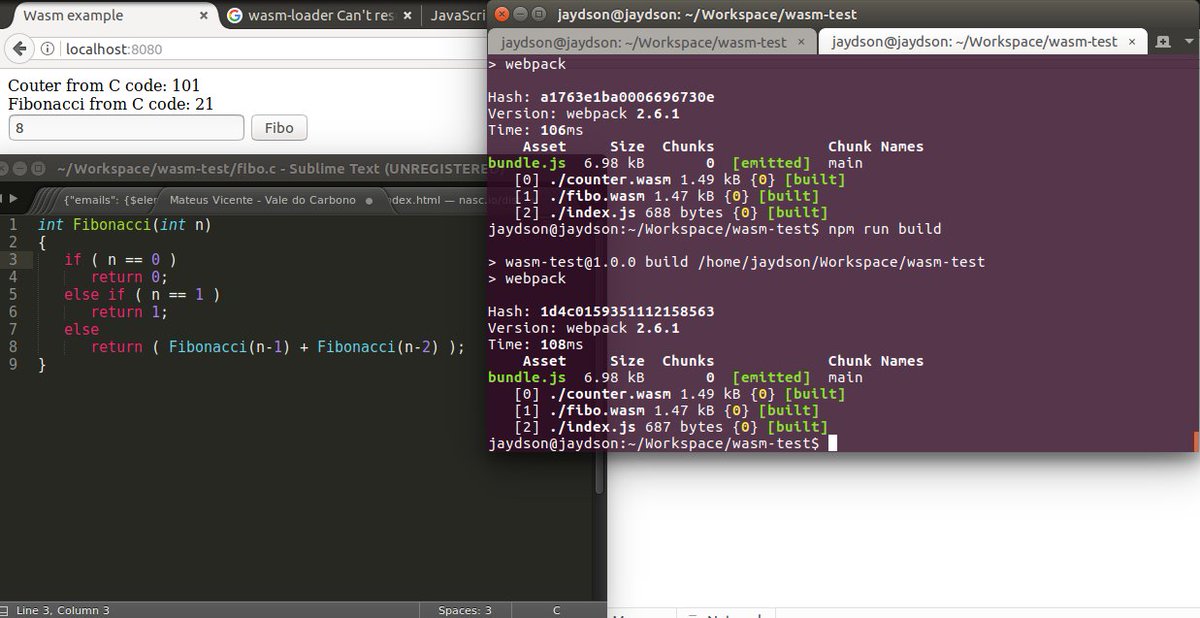 Wasm example
wasm-loader Can't res
JavaScri
localhost:8080
Couter from C code: 101
Fibonacci from C code: 21
8
Fibo
~/Workspace/wasm-test/fibo.c - Sublime Text (UNREGISTERED
{"emails": {$ele
Mateus Vicente - Vale do Carbono
ndex.html — nasc.io/di
1 int Fibonacci(int n)
2 {
3 if ( n == 0 )
4 return 0;
5 else if ( n == 1 )
6 return 1;
7 else
8 return ( Fibonacci(n-1) + Fibonacci(n-2) );
9 }
Line 3, Column 3
Spaces: 3
C
jaydson@jaydson: ~/Workspace/wasm-test
jaydson@jaydson: ~/Workspace/wasm-test
jaydson@jaydson: ~/Workspace/wasm-test
> webpack
Hash: a1763e1ba0006696730e
Version: webpack 2.6.1
Time: 106ms
Asset Size Chunks Chunk Names
bundle.js 6.98 kB 0 [emitted] main
[0] ./counter.wasm 1.49 kB {0} [built]
[1] ./fibo.wasm 1.47 kB {0} [built]
[2] ./index.js 688 bytes {0} [built]
jaydson@jaydson:~/Workspace/wasm-test$ npm run build
> wasm-test@1.0.0 build /home/jaydson/Workspace/wasm-test
> webpack
Hash: 1d4c0159351112158563
Version: webpack 2.6.1
Time: 108ms
Asset Size Chunks Chunk Names
bundle.js 6.98 kB 0 [emitted] main
[0] ./counter.wasm 1.49 kB {0} [built]
[1] ./fibo.wasm 1.47 kB {0} [built]
[2] ./index.js 687 bytes {0} [built]
jaydson@jaydson:~/Workspace/wasm-test$